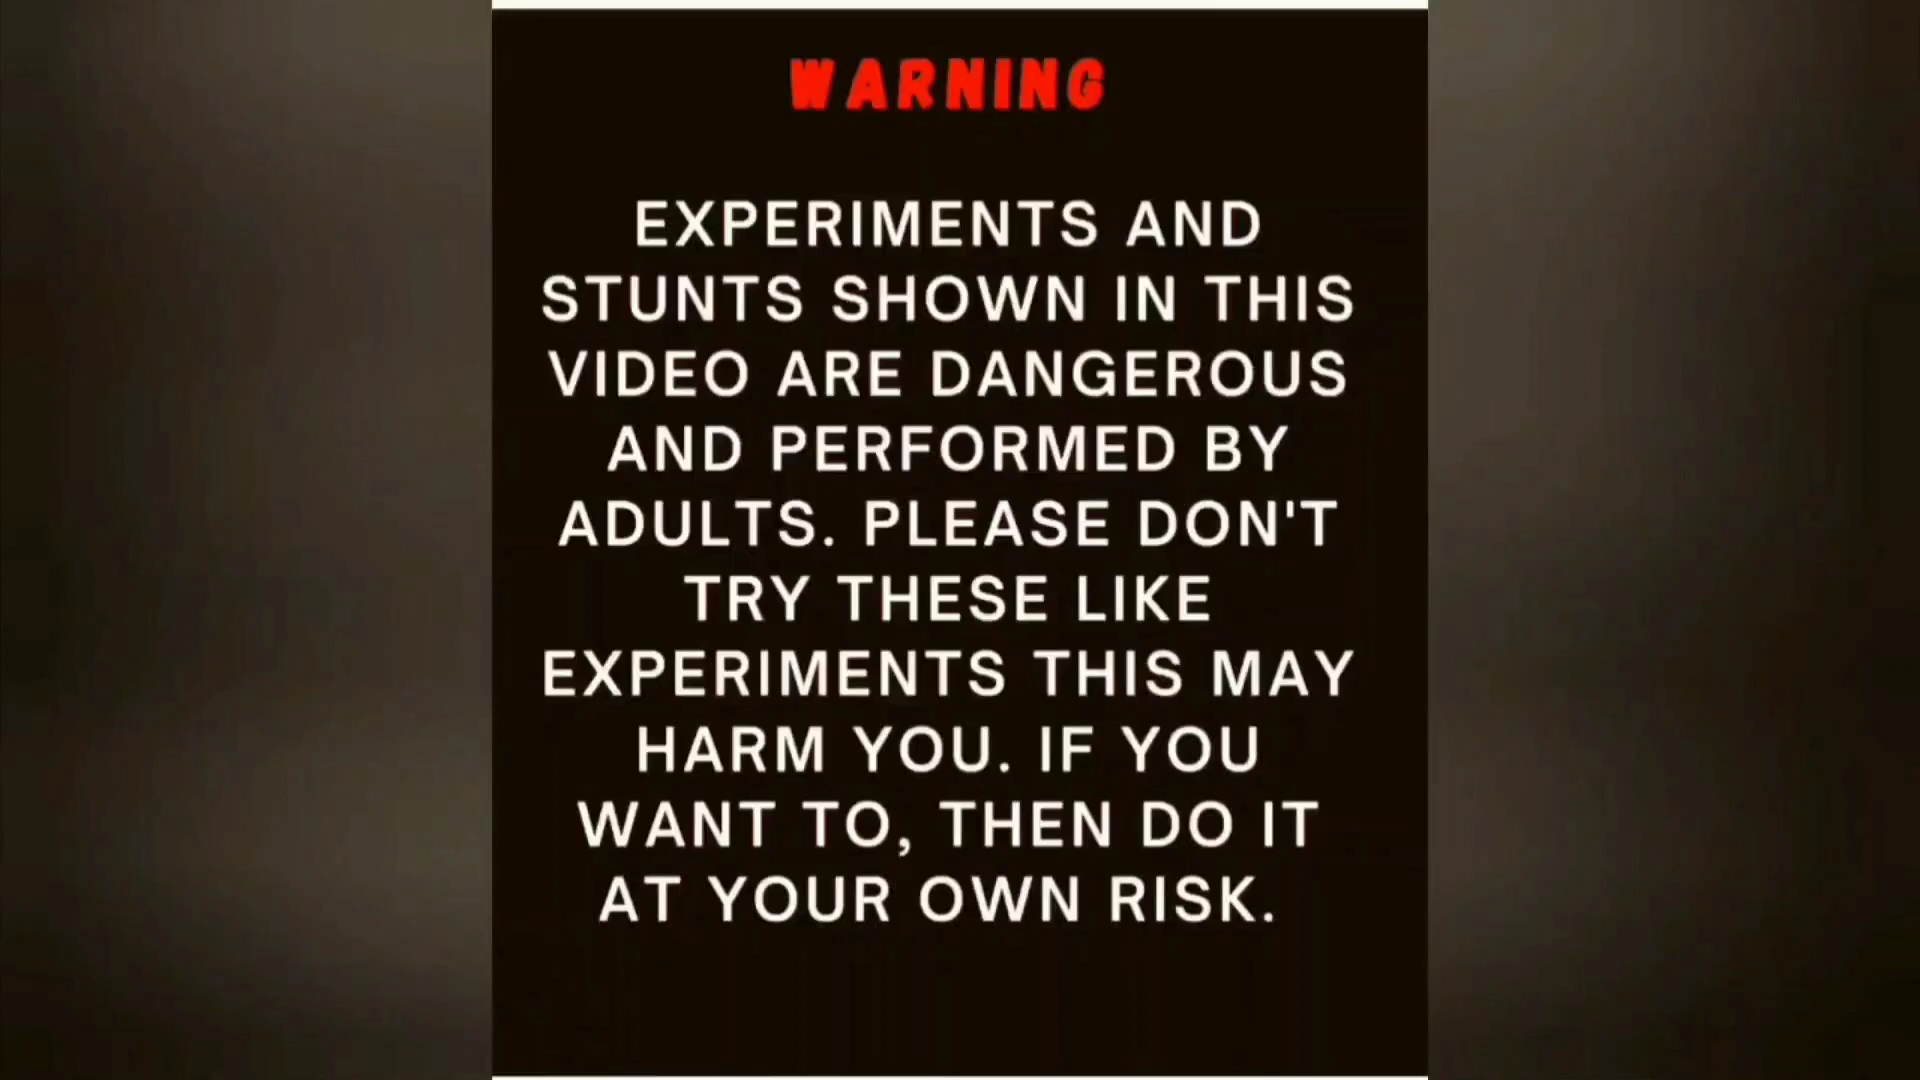 WARNING
EXPERIMENTS AND
STUNTS SHOWN IN THIS
VIDEO ARE DANGEROUS
AND PERFORMED BY
ADULTS. PLEASE DON'T
TRY THESE LIKE
EXPERIMENTS THIS MAY
HARM YOU. IF YOU
WANT TO, THEN DO IT
AT YOUR OWN RISK.